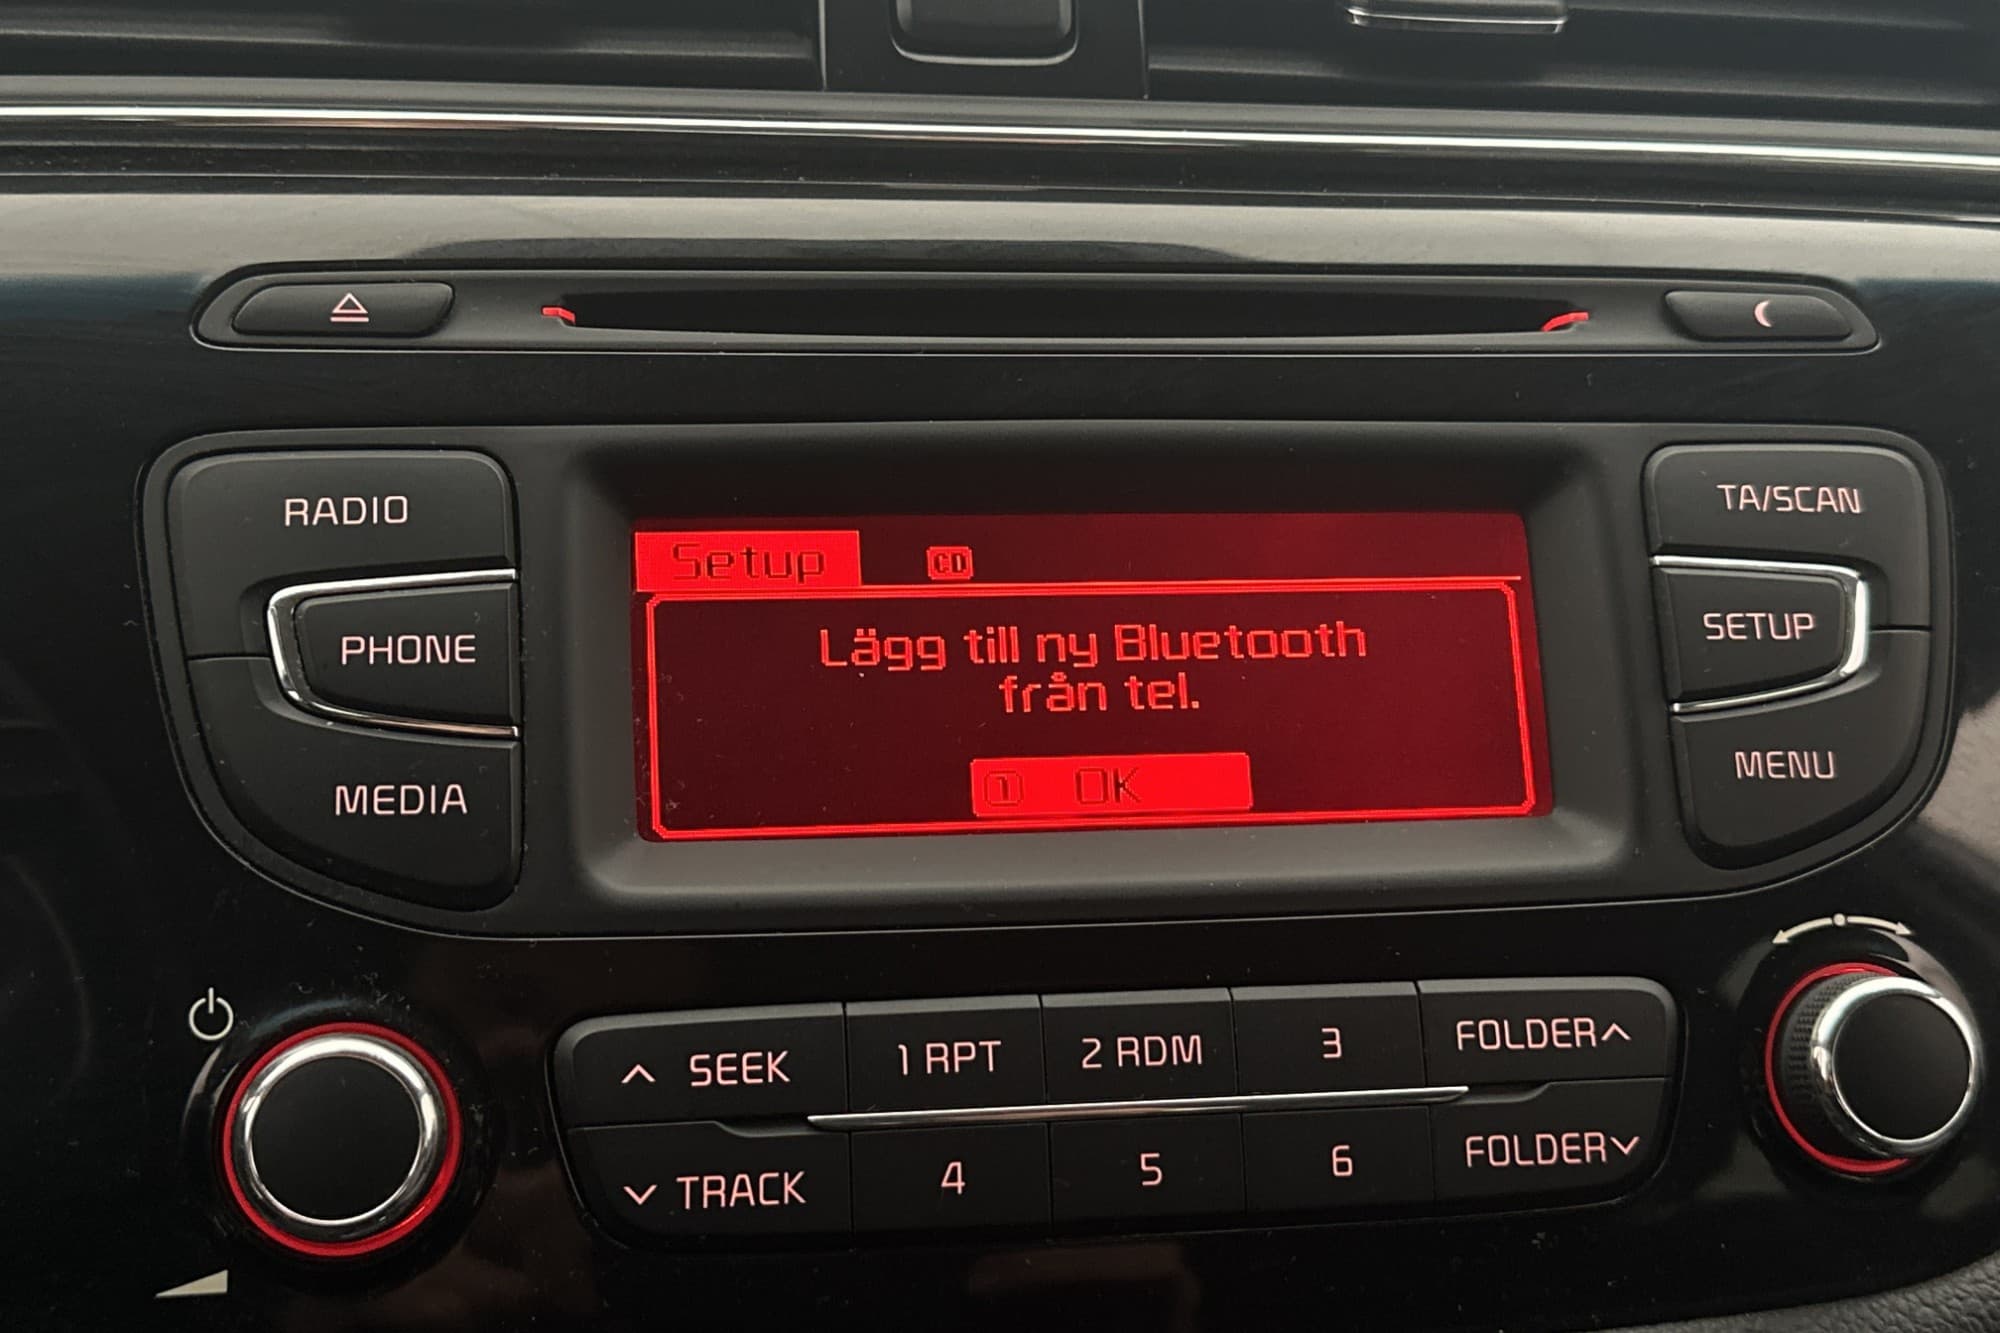 RADIO
PHONE
MEDIA
Setup CD
Lägg till ny Bluetooth
från tel.
1 OK
TA/SCAN
SETUP
MENU
SEEK
1 RPT
2 RDM
3
FOLDER
TRACK
4
5
6
FOLDER